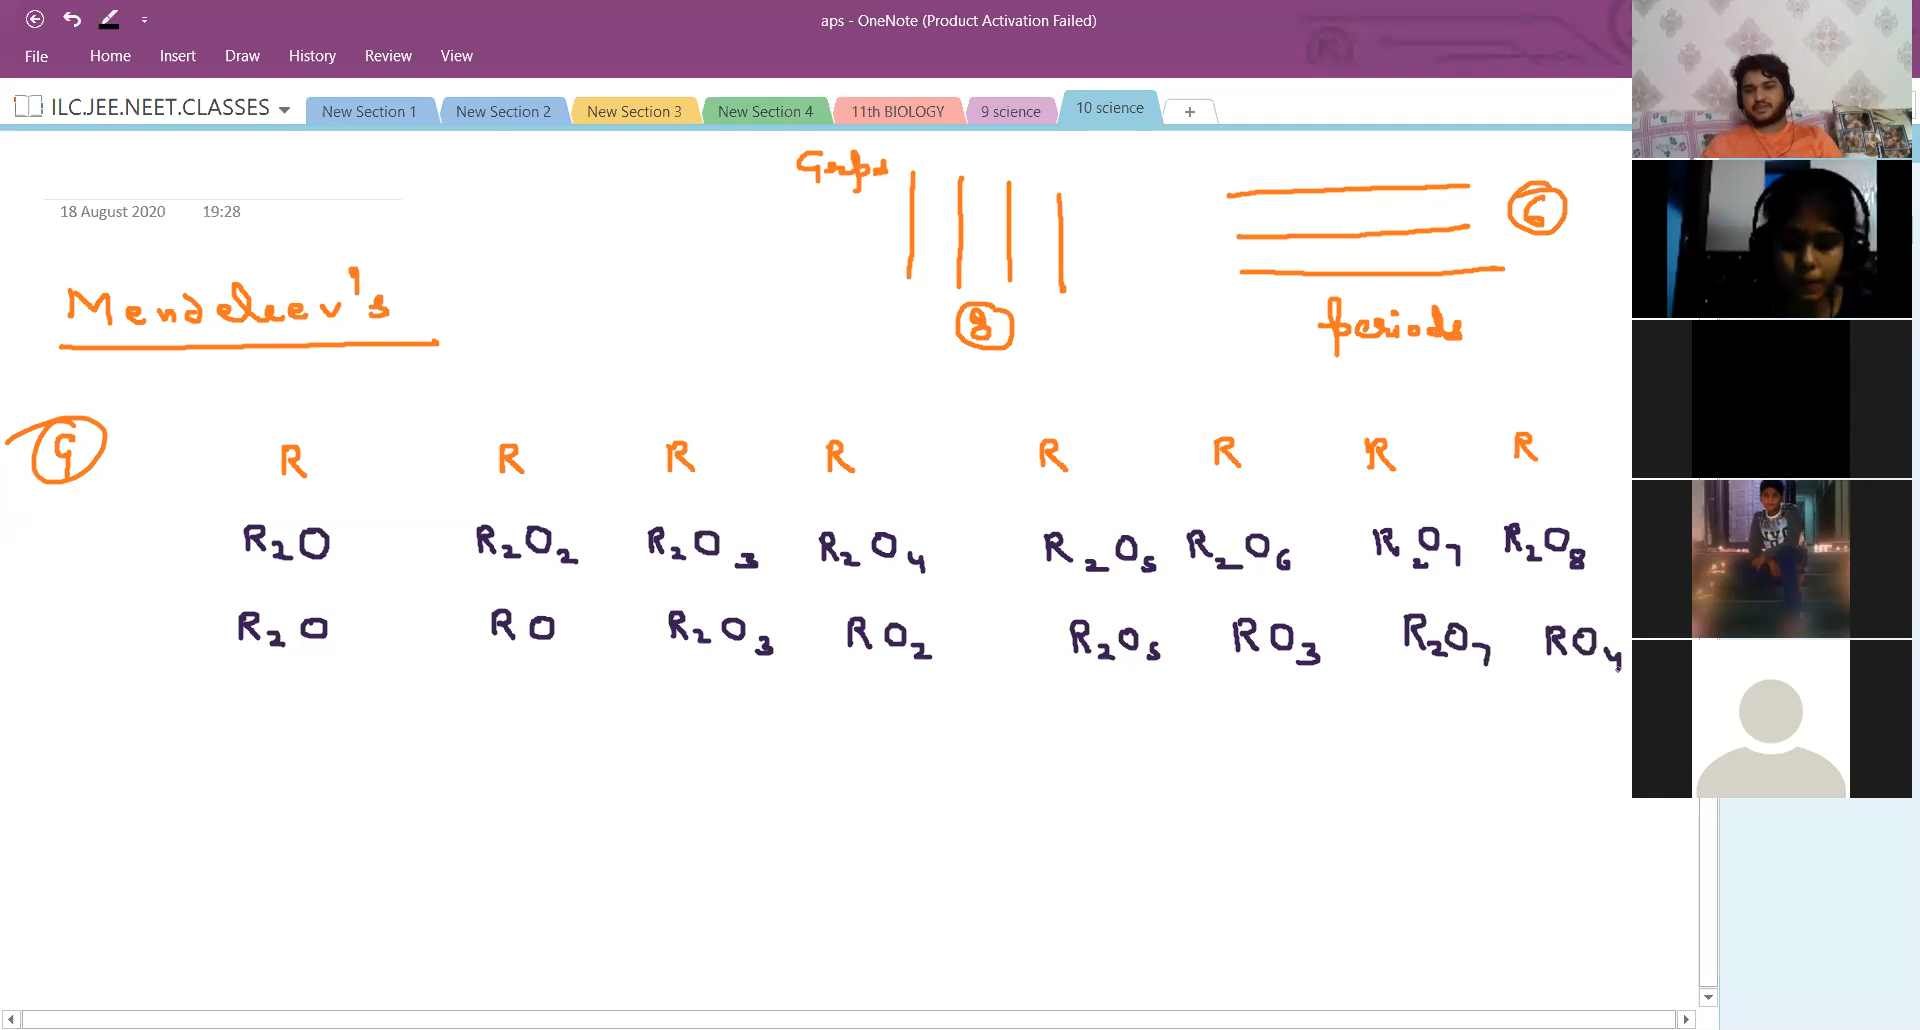 aps - OneNote (Product Activation Failed)
File Home Insert Draw History Review View
ILC.JEE.NEET.CLASSES New Section 1 New Section 2 New Section 3 New Section 4 11th BIOLOGY 9 science 10 science +
18 August 2020 19:28
8
6
periods
Mendeleev's
G R R R R R R R R
R₂O R₂O₂ R₂O₃ R₂O₄ R₂O₅ R₂O₆ R₂O₇ R₂O₈
R₂O RO R₂O₃ RO₂ R₂O₅ RO₃ R₂O₇ RO₄